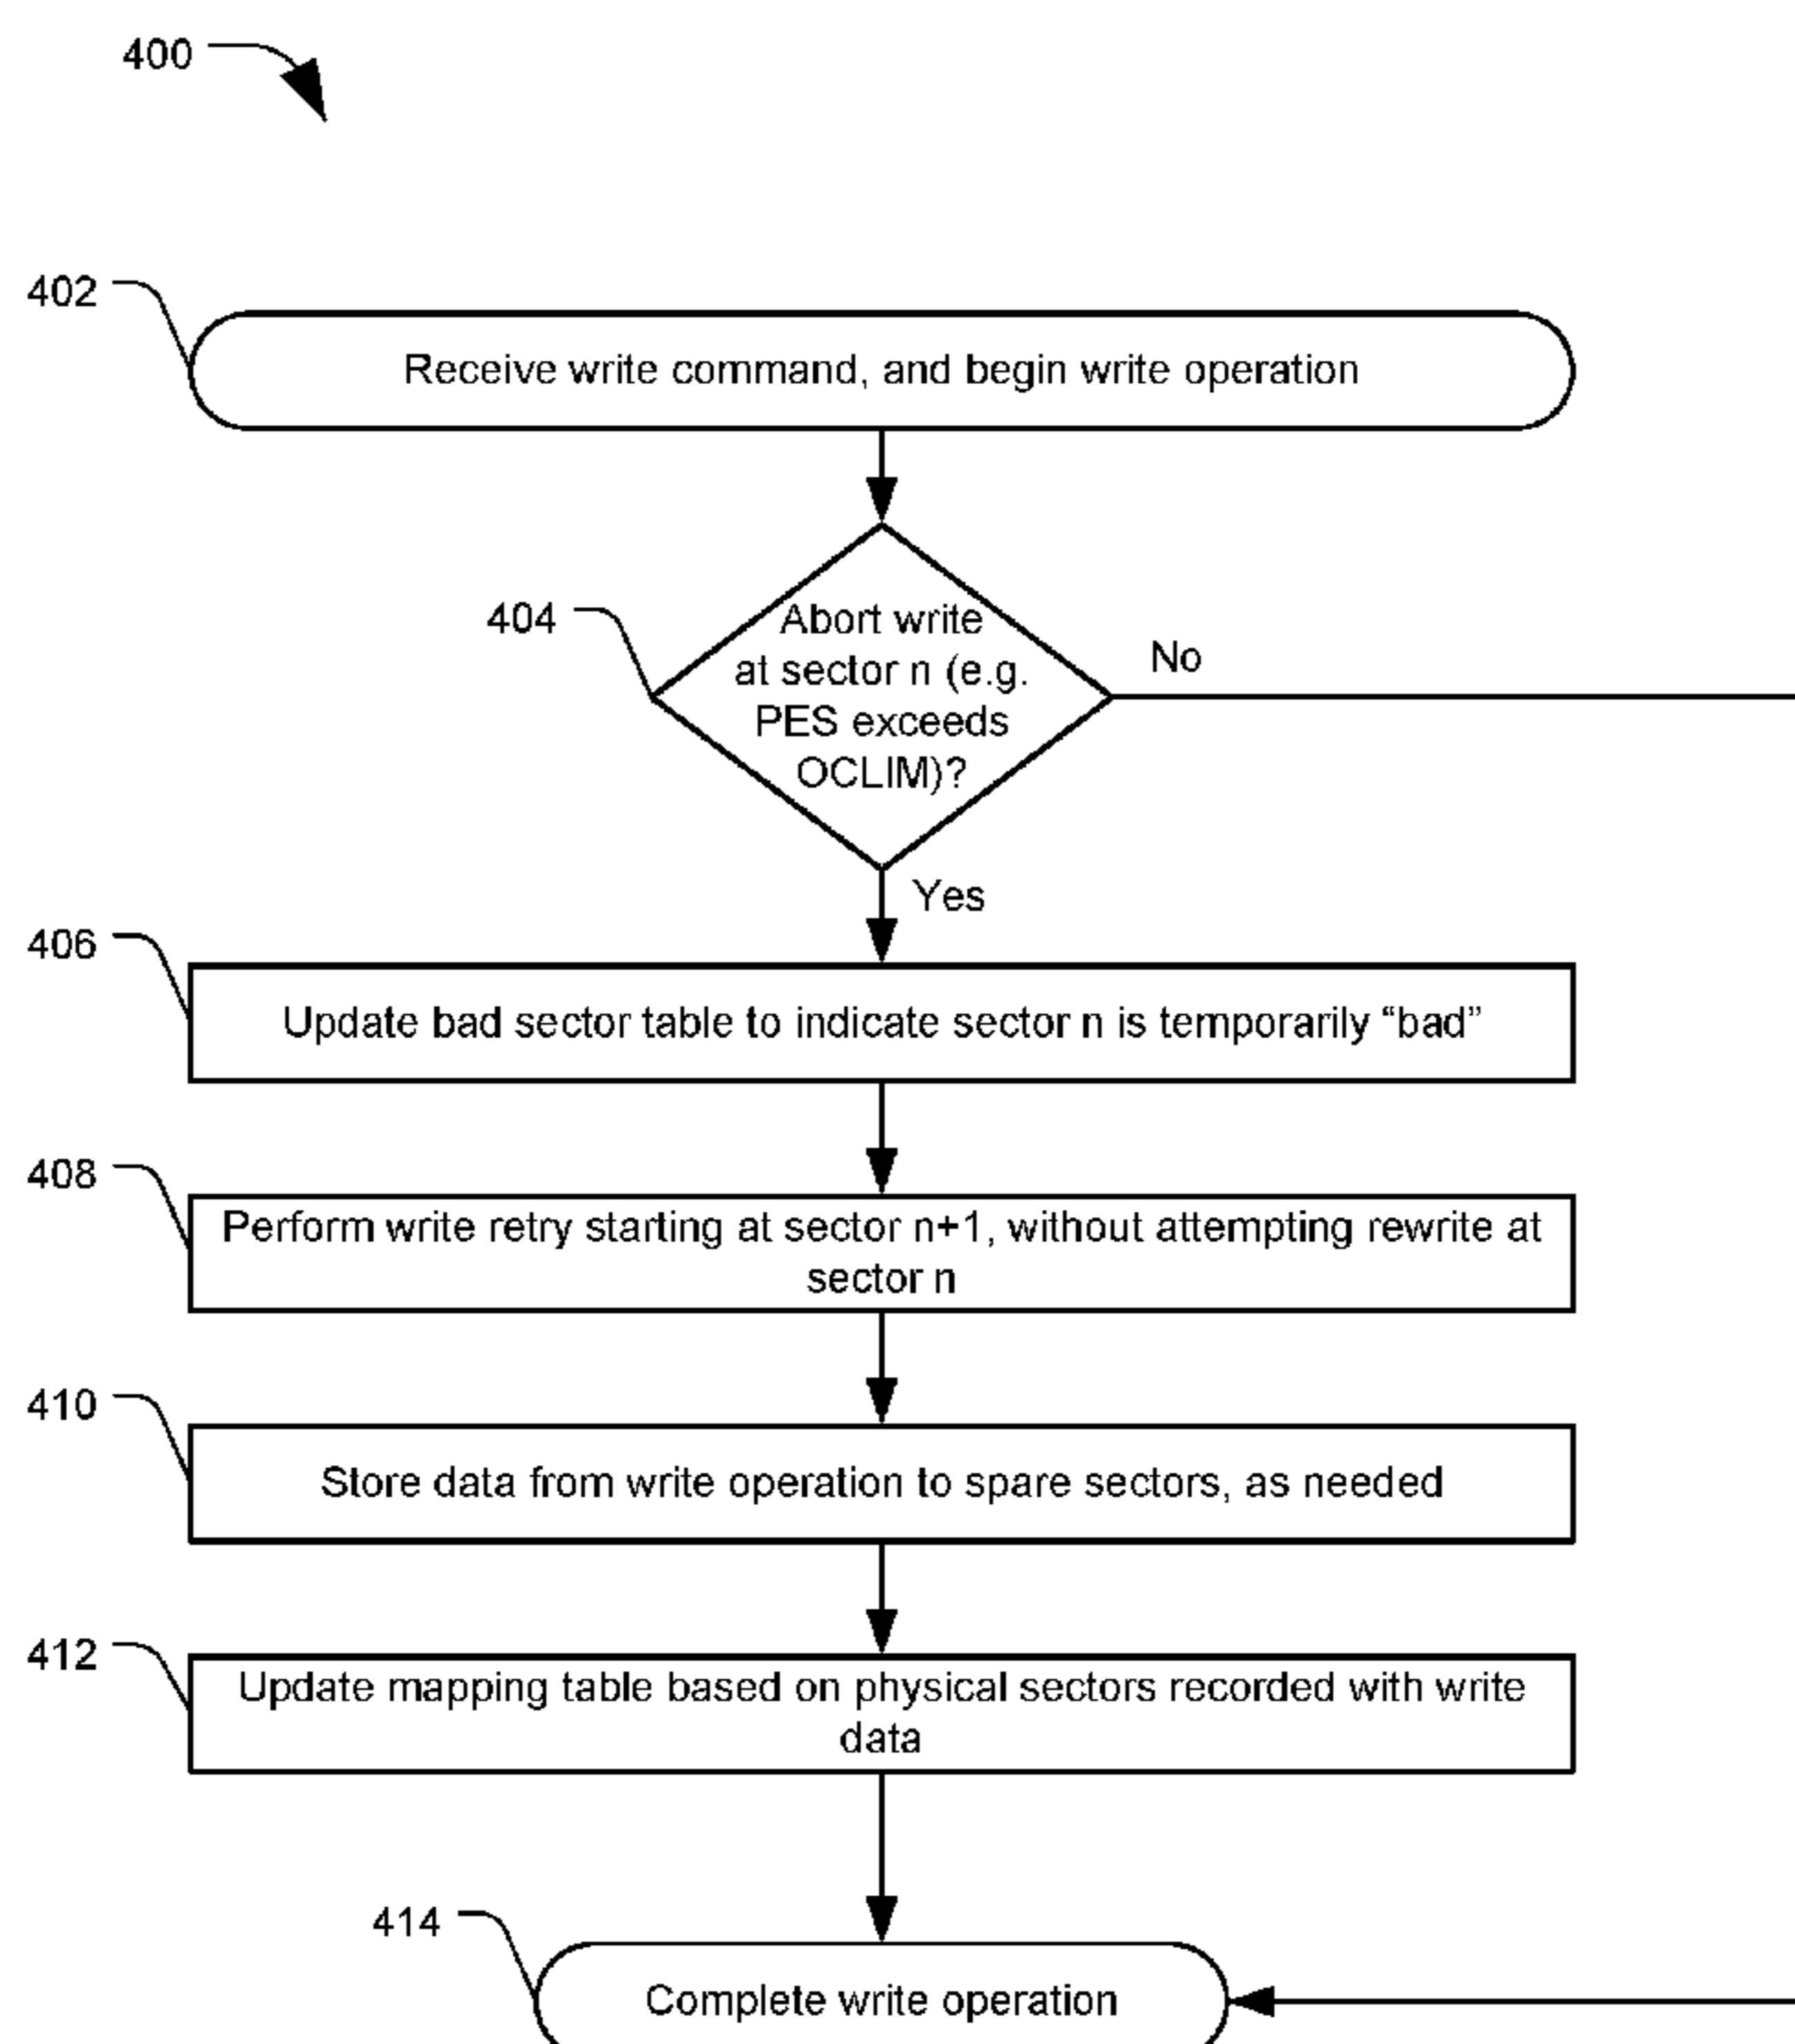 400
402
Receive write command, and begin write operation
404
Abort write
at sector n (e.g.
PES exceeds
OCLIM)?
No
Yes
406
Update bad sector table to indicate sector n is temporarily “bad”
408
Perform write retry starting at sector n+1, without attempting rewrite at
sector n
410
Store data from write operation to spare sectors, as needed
412
Update mapping table based on physical sectors recorded with write
data
414
Complete write operation